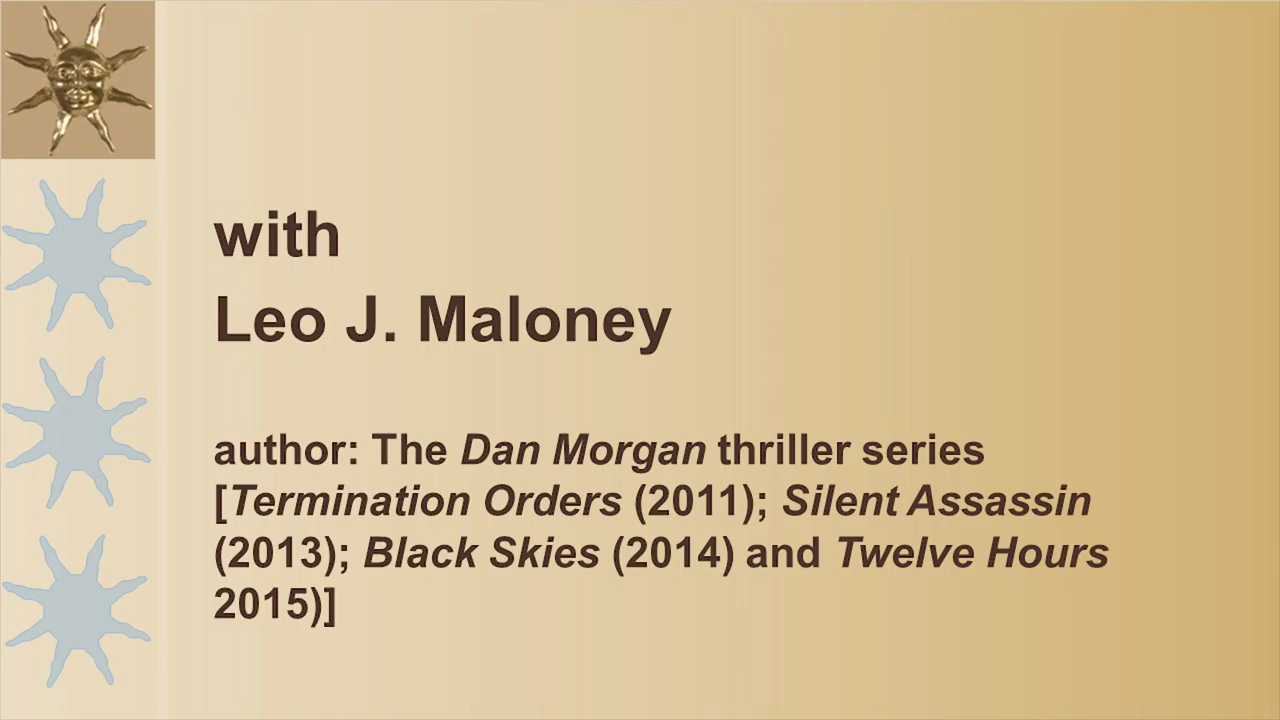 with
Leo J. Maloney
author: The Dan Morgan thriller series
[Termination Orders (2011); Silent Assassin
(2013); Black Skies (2014) and Twelve Hours
2015)]